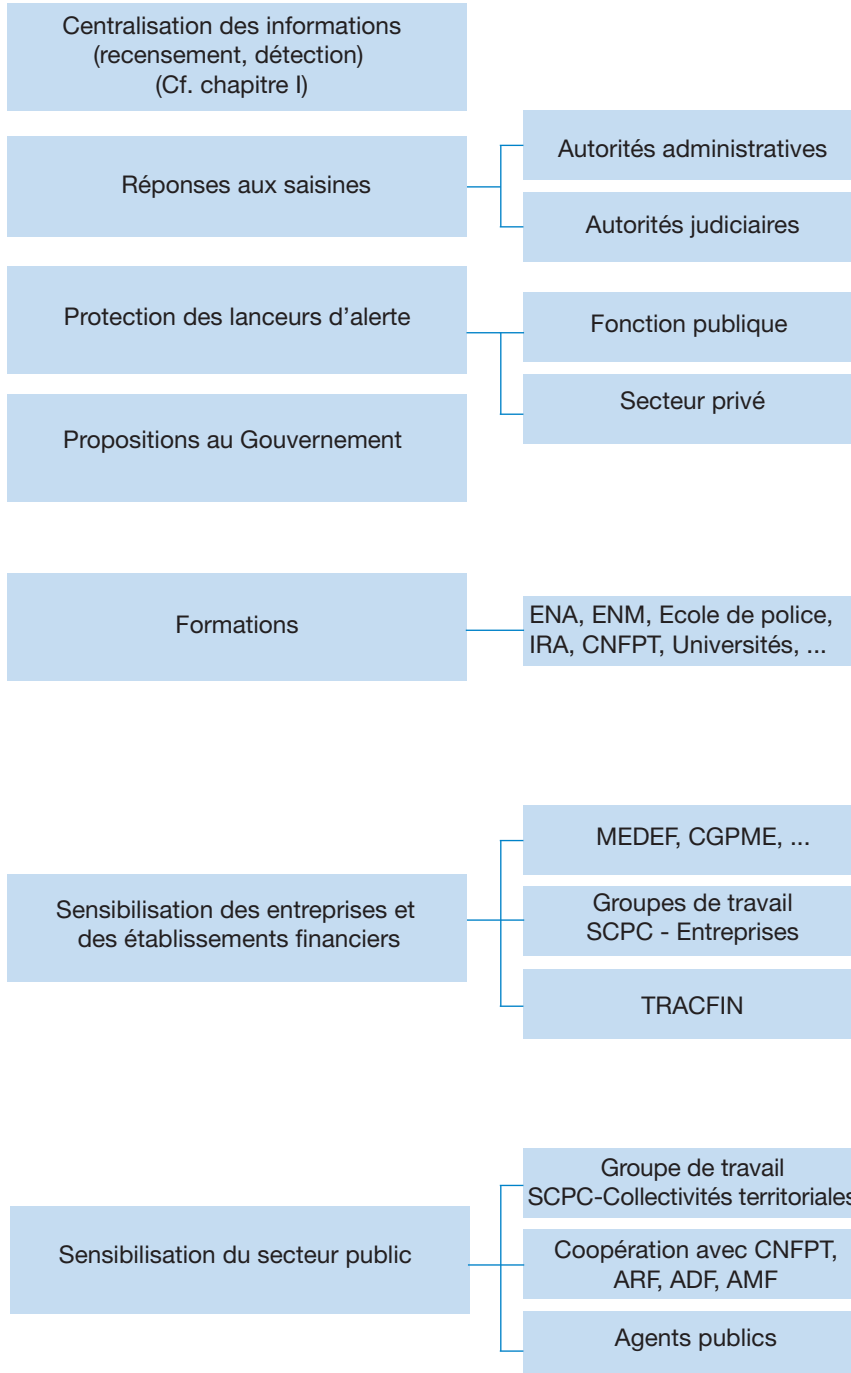 Centralisation des informations
(recensement, détection)
(Cf. chapitre I)
Réponses aux saisines
Autorités administratives
Autorités judiciaires
Protection des lanceurs d'alerte
Fonction publique
Secteur privé
Propositions au Gouvernement
Formations
ENA, ENM, Ecole de police,
IRA, CNFPT, Universités, ...
Sensibilisation des entreprises et
des établissements financiers
MEDEF, CGPME, ...
Groupes de travail
SCPC - Entreprises
TRACFIN
Sensibilisation du secteur public
Groupe de travail
SCPC-Collectivités territoriales
Coopération avec CNFPT,
ARF, ADF, AMF
Agents publics